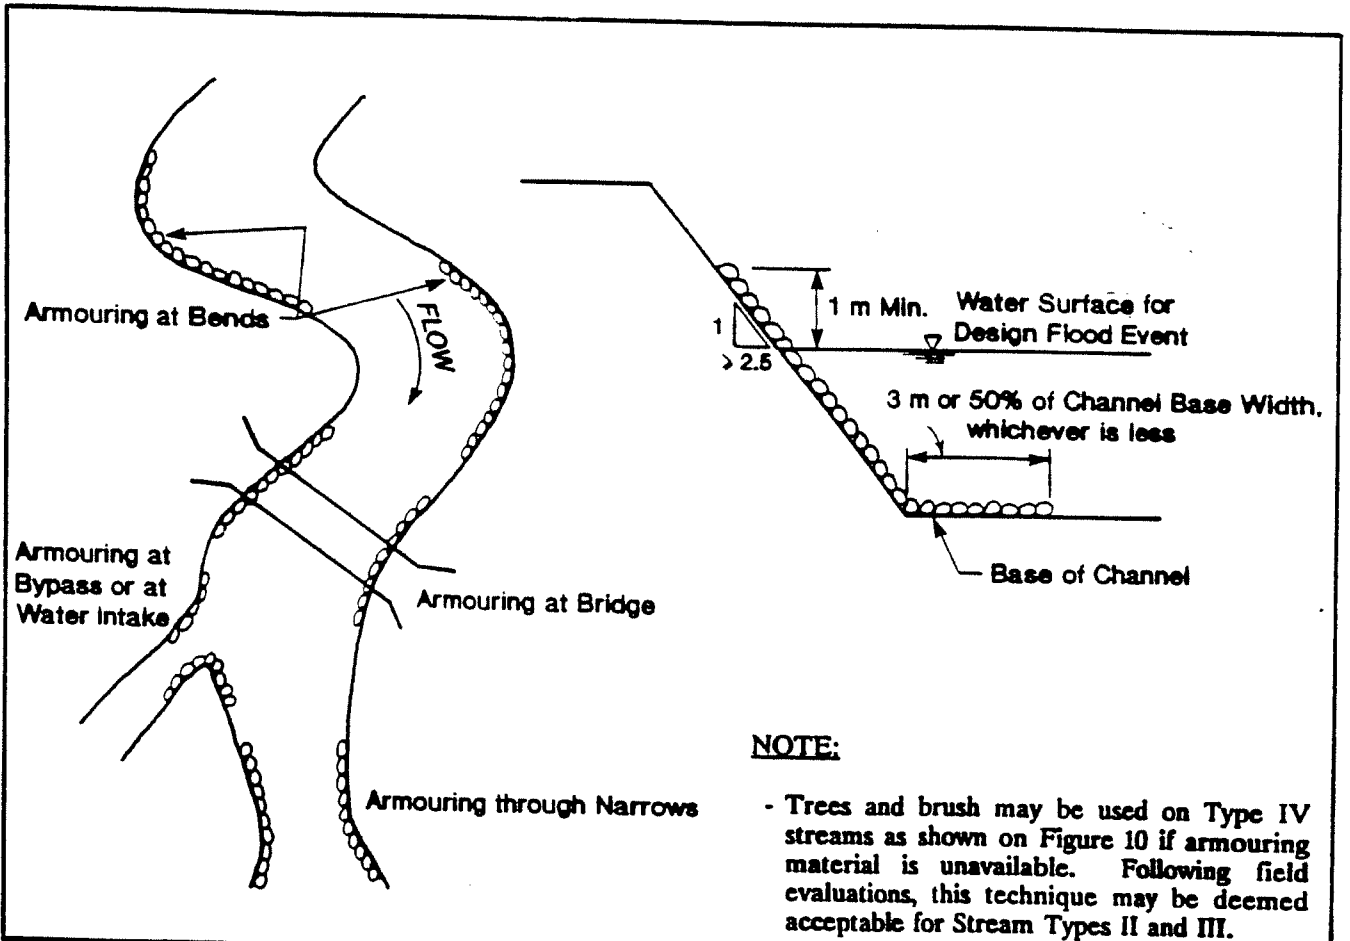 Armouring at Bends
FLOW
Armouring at
Bypass or at
Water Intake
Armouring at Bridge
Armouring through Narrows
1 m Min.
Water Surface for
Design Flood Event
1
> 2.5
3 m or 50% of Channel Base Width,
whichever is less
Base of Channel
NOTE:
- Trees and brush may be used on Type IV
streams as shown on Figure 10 if armouring
material is unavailable. Following field
evaluations, this technique may be deemed
acceptable for Stream Types II and III.